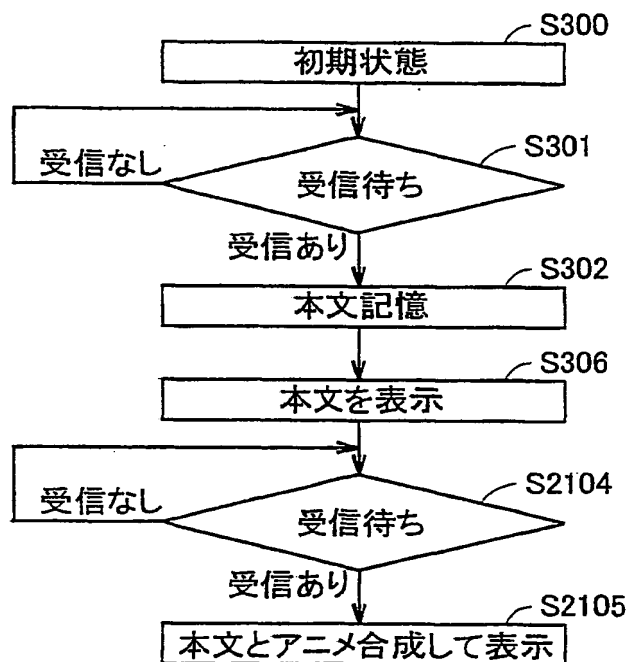 S300
初期状態
S301
受信なし
受信待ち
受信あり
S302
本文記憶
S306
本文を表示
S2104
受信なし
受信待ち
受信あり
S2105
本文とアニメ合成して表示